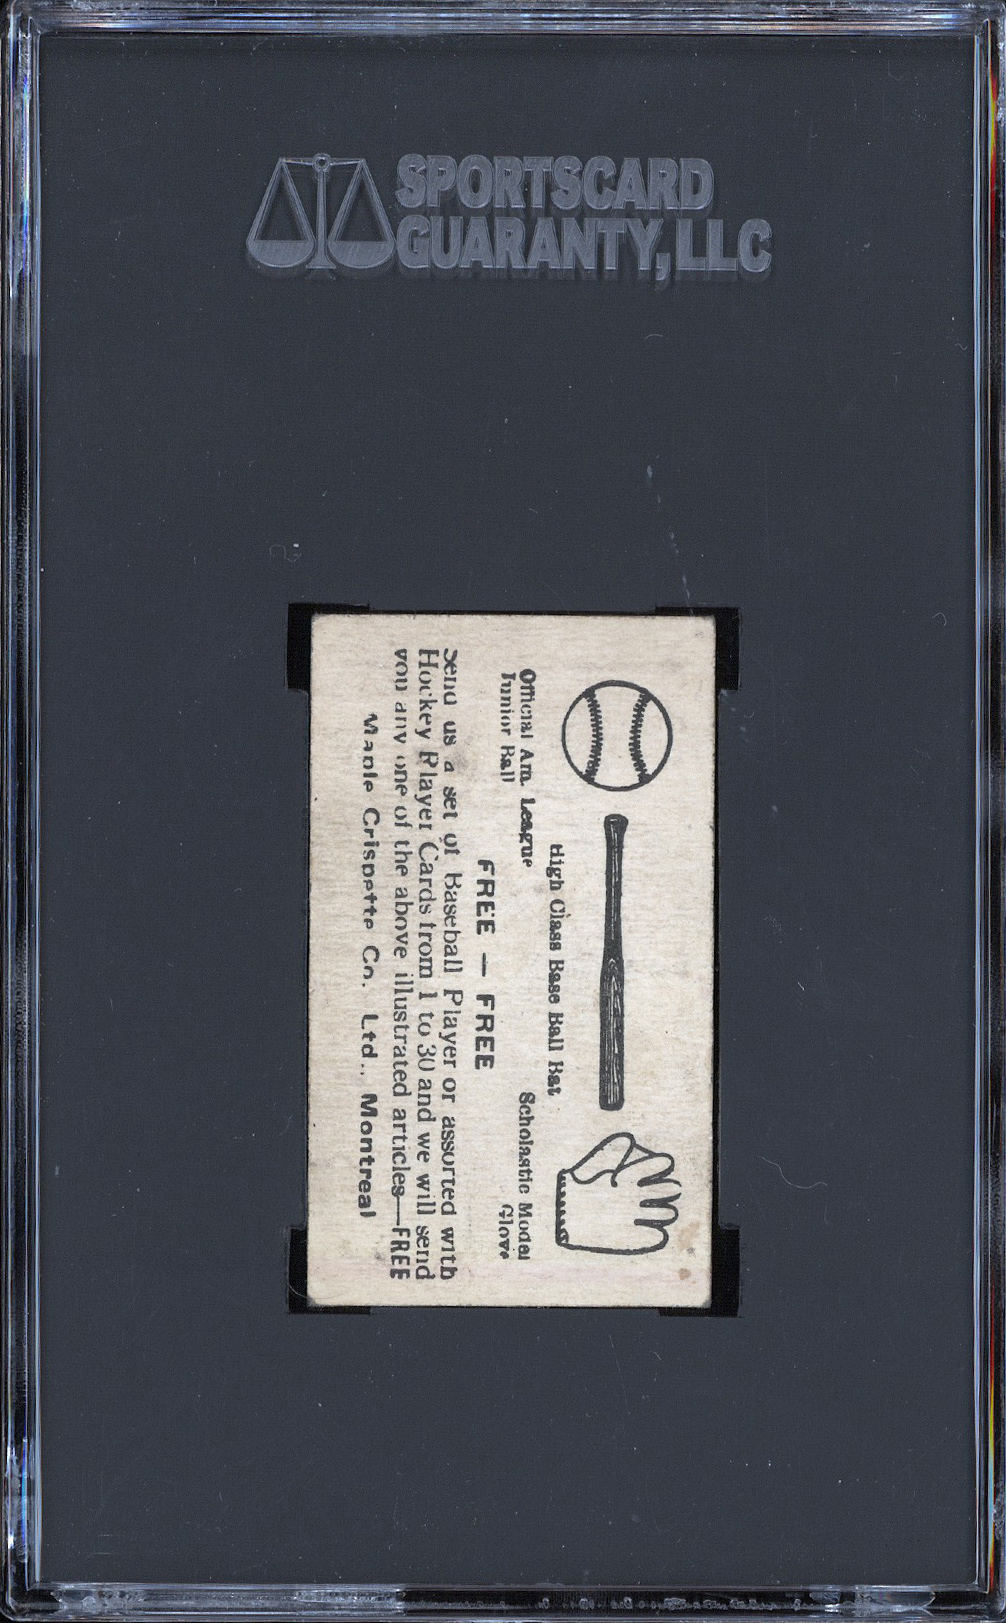 SPORTSCARD
GUARANTY, LLC
High Class Base Ball Bat
Official Am. League
Junior Ball
Scholastic Model
Glove
FREE — FREE
Send us a set of Baseball Player or assorted with
Hockey Player Cards from 1 to 30 and we will send
you any one of the above illustrated articles—FREE
Maple Crispette Co. Ltd., Montreal